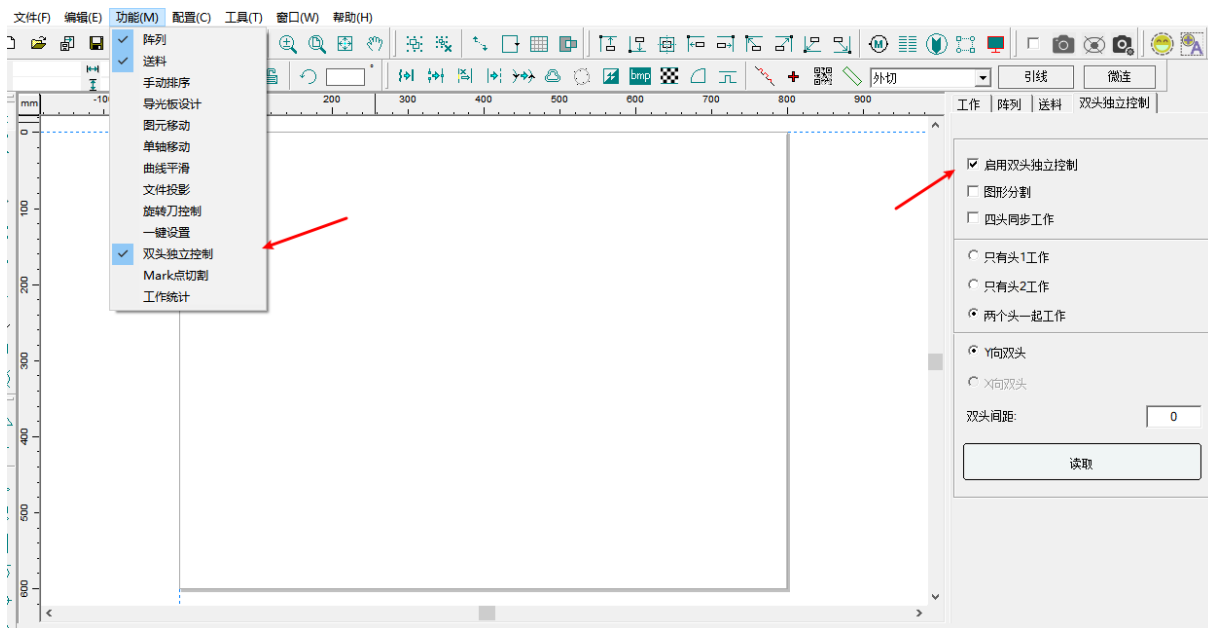 文件(F) 编辑(E) 功能(M) 配置(C) 工具(T) 窗口(W) 帮助(H)
阵列
送料
手动排序
导光板设计
图元移动
单轴移动
曲线平滑
文件投影
旋转刀控制
一键设置
双头独立控制
Mark点切割
工作统计
bmp
外切
引线
微连
mm
-10
200 300 400 500 600 700 800 900
0
100
200
300
400
500
600
工作 阵列 送料 双头独立控制
启用双头独立控制
图形分割
四头同步工作
只有头1工作
只有头2工作
两个头一起工作
Y向双头
X向双头
双头间距: 0
读取